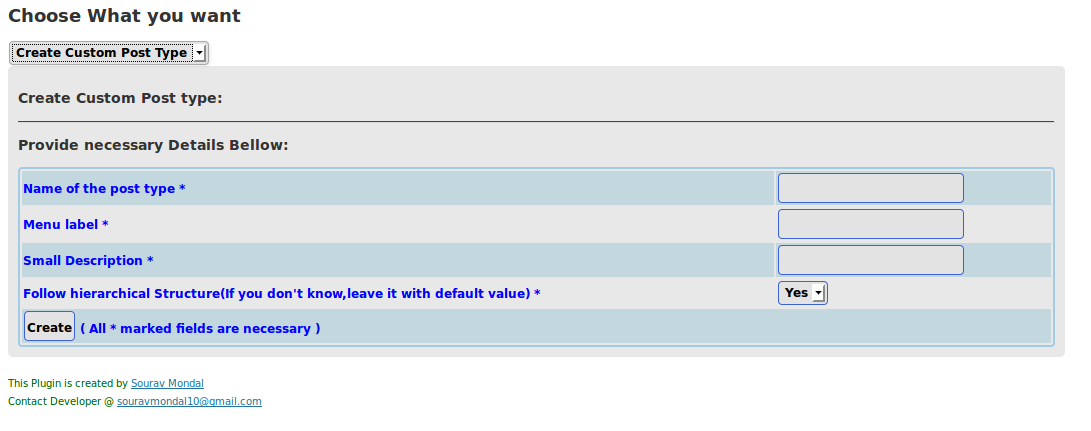 Choose What you want
Create Custom Post Type
Create Custom Post type:
Provide necessary Details Bellow:
Name of the post type *
Menu label *
Small Description *
Follow hierarchical Structure(If you don't know,leave it with default value) * Yes
Create ( All * marked fields are necessary )
This Plugin is created by Sourav Mondal
Contact Developer @ souravmondal10@gmail.com